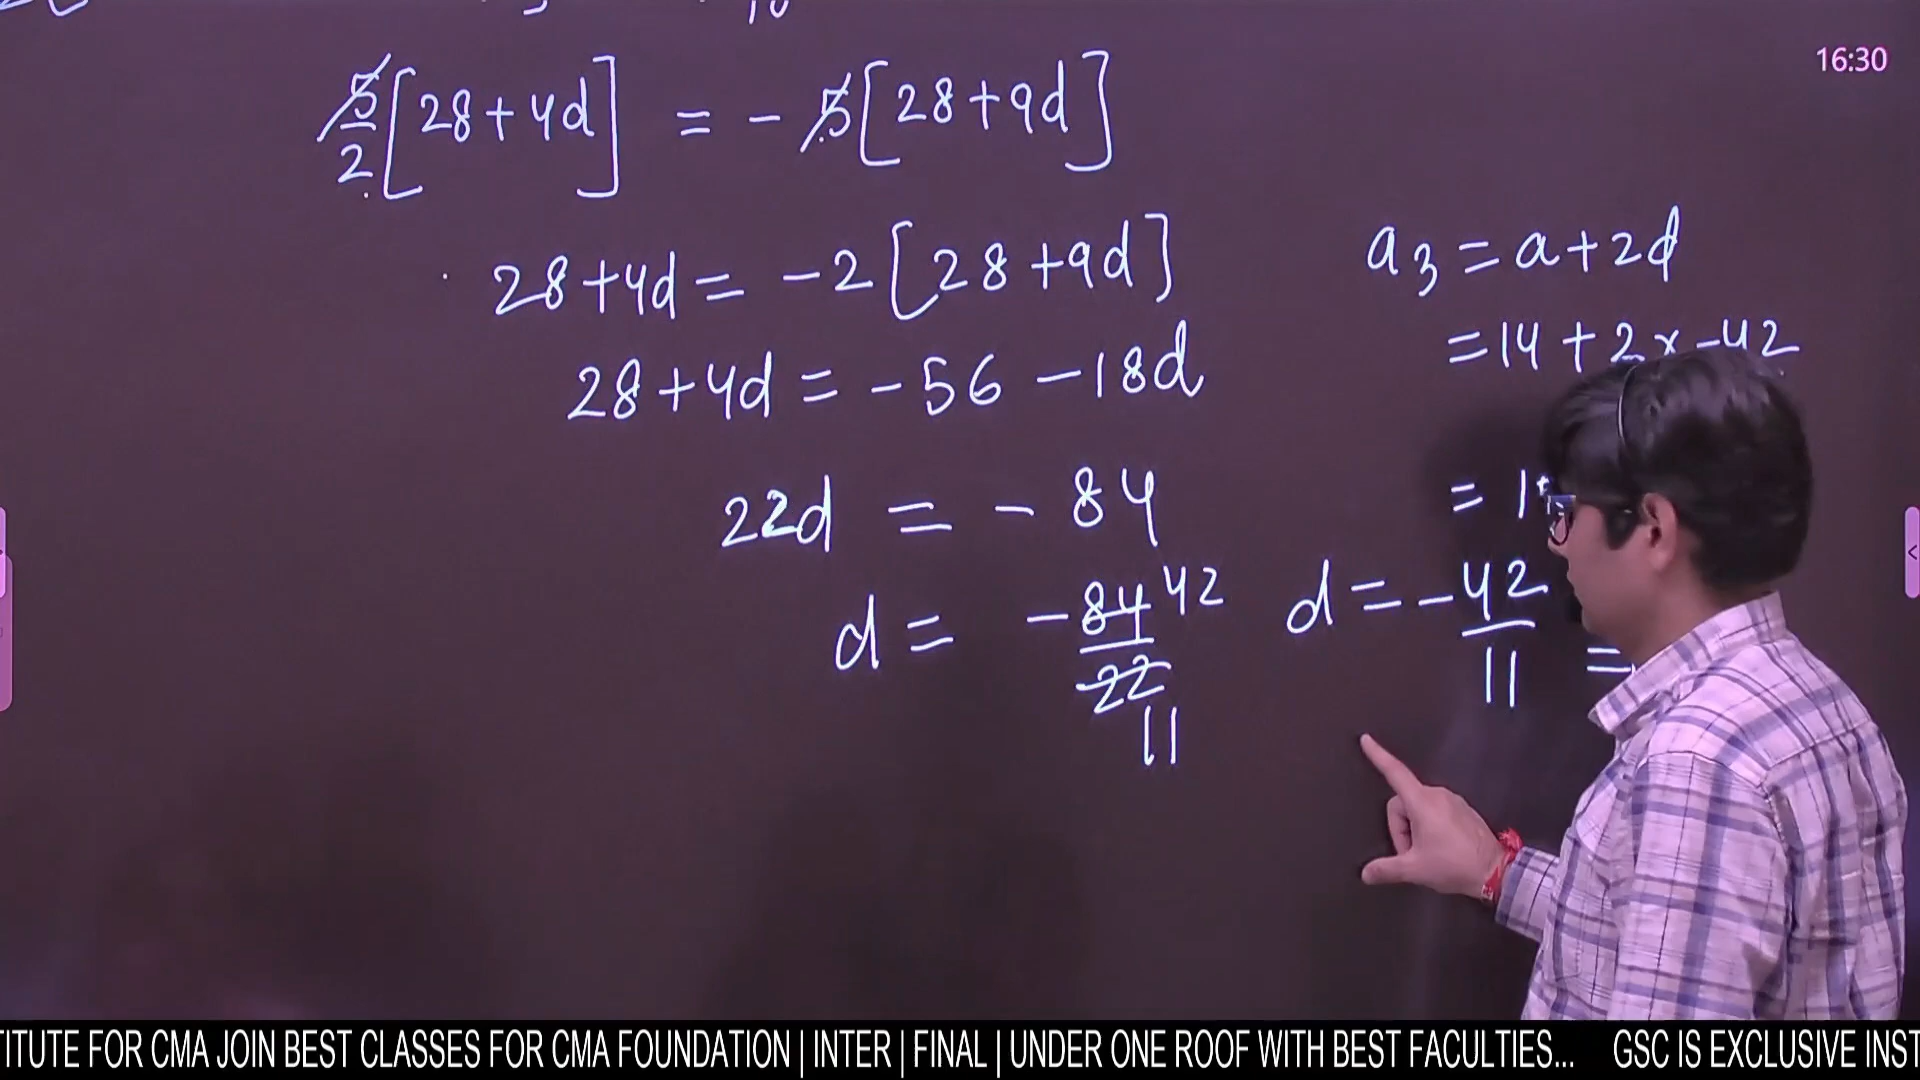 16:30
5/2[28+4d] = -5[28+9d]
28+4d = -2[28+9d]
28+4d = -56 -18d
22d = - 84
d = -84/22 42 11
a3 = a+2d
= 14 + 2 x -42
=
d = -42/11 =
TITUTE FOR CMA JOIN BEST CLASSES FOR CMA FOUNDATION | INTER | FINAL | UNDER ONE ROOF WITH BEST FACULTIES... GSC IS EXCLUSIVE INST